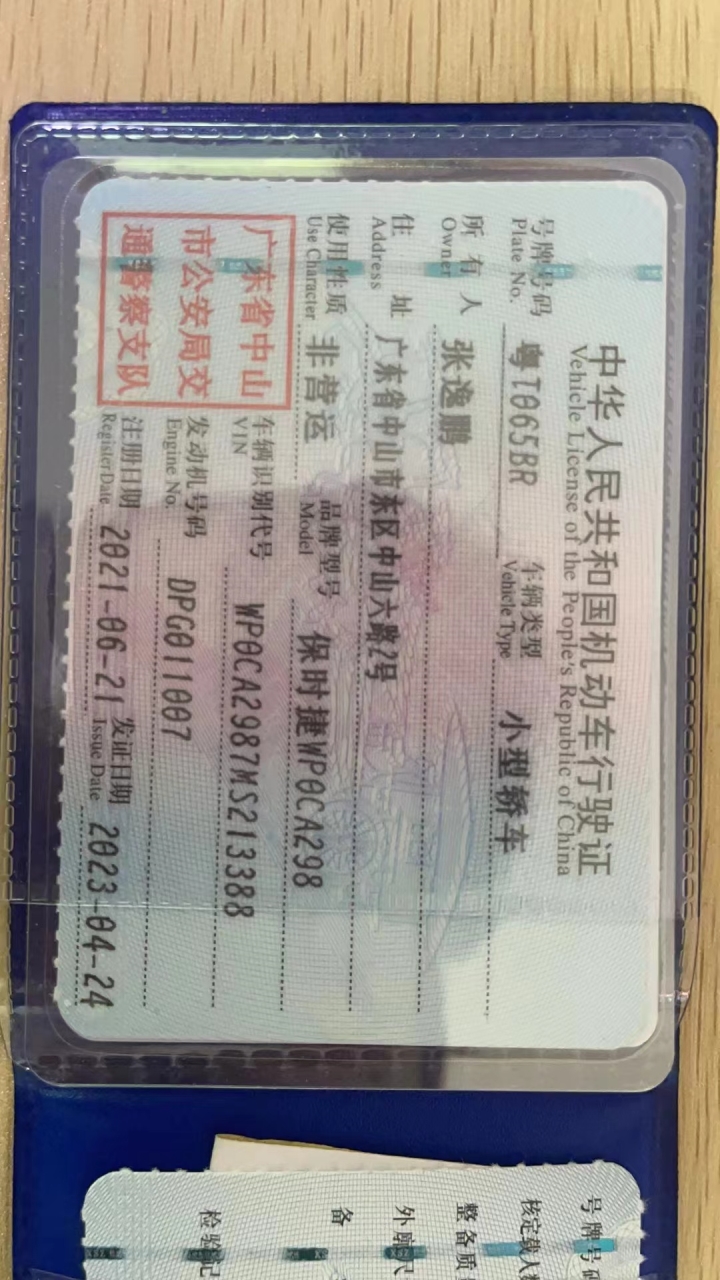 中华人民共和国机动车行驶证
Vehicle License of the People's Republic of China
号牌号码 粤T065BR 车辆类型 小型轿车
Plate No. Vehicle Type
所有人 张逸鹏
Owner
住址 广东省中山市东区中山六路2号
Address
使用性质 非营运 品牌型号 保时捷WP0CA298
Use Character Model
广东省中山
市公安局交
通警察支队
车辆识别代号 WP0CA2987MS213388
VIN
发动机号码 DPG011007
Engine No.
注册日期 2021-06-21 发证日期 2023-04-24
Register Date Issue Date
号牌号码
核定载人
整备质
外廓尺
备
检验记